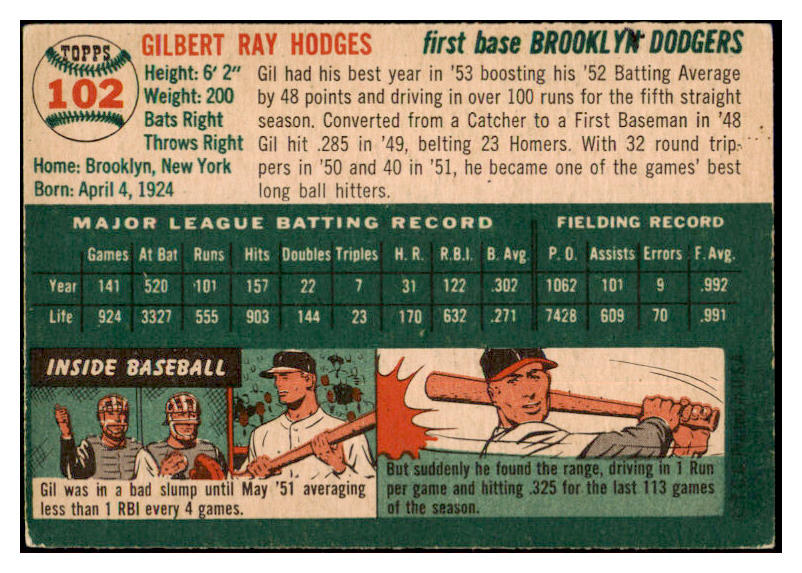 TOPPS
102
GILBERT RAY HODGES
first base BROOKLYN DODGERS
Height: 6' 2"
Weight: 200
Bats Right
Throws Right
Home: Brooklyn, New York
Born: April 4, 1924
Gil had his best year in '53 boosting his '52 Batting Average
by 48 points and driving in over 100 runs for the fifth straight
season. Converted from a Catcher to a First Baseman in '48
Gil hit .285 in '49, belting 23 Homers. With 32 round trip-
pers in '50 and 40 in '51, he became one of the games' best
long ball hitters.
MAJOR LEAGUE BATTING RECORD FIELDING RECORD
Games At Bat Runs Hits Doubles Triples H. R. R.B.I. B. Avg. P. O. Assists Errors F. Avg.
Year 141 520 101 157 22 7 31 122 .302 1062 101 9 .992
Life 924 3327 555 903 144 23 170 632 .271 7428 609 70 .991
INSIDE BASEBALL
Gil was in a bad slump until May '51 averaging
less than 1 RBI every 4 games.
But suddenly he found the range, driving in 1 Run
per game and hitting .325 for the last 113 games
of the season.